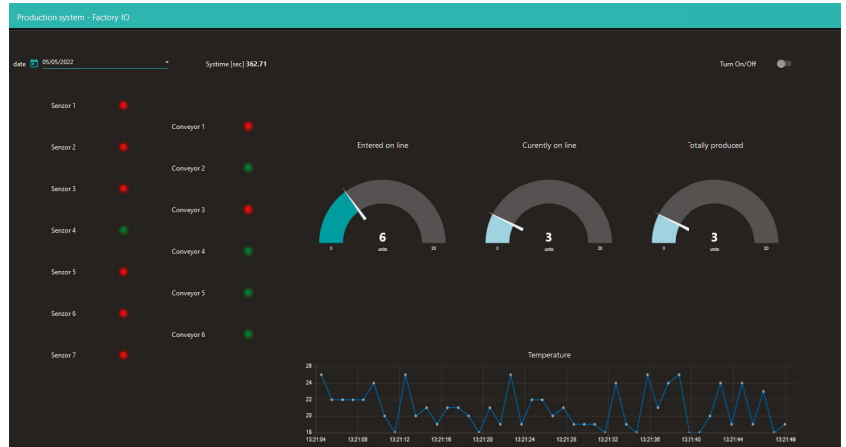 Production system - Factory IO
date 05/05/2022
Systime [sec] 362.71
Turn On/Off
Senzor 1
Conveyor 1
Senzor 2
Conveyor 2
Senzor 3
Conveyor 3
Senzor 4
Conveyor 4
Senzor 5
Conveyor 5
Senzor 6
Conveyor 6
Senzor 7
Entered on line
6
units
0
20
Curently on line
3
units
0
20
Totally produced
3
units
0
20
Temperature
26
24
22
20
18
16
13:21:04 13:21:08 13:21:12 13:21:16 13:21:20 13:21:24 13:21:28 13:21:32 13:21:36 13:21:40 13:21:44 13:21:48